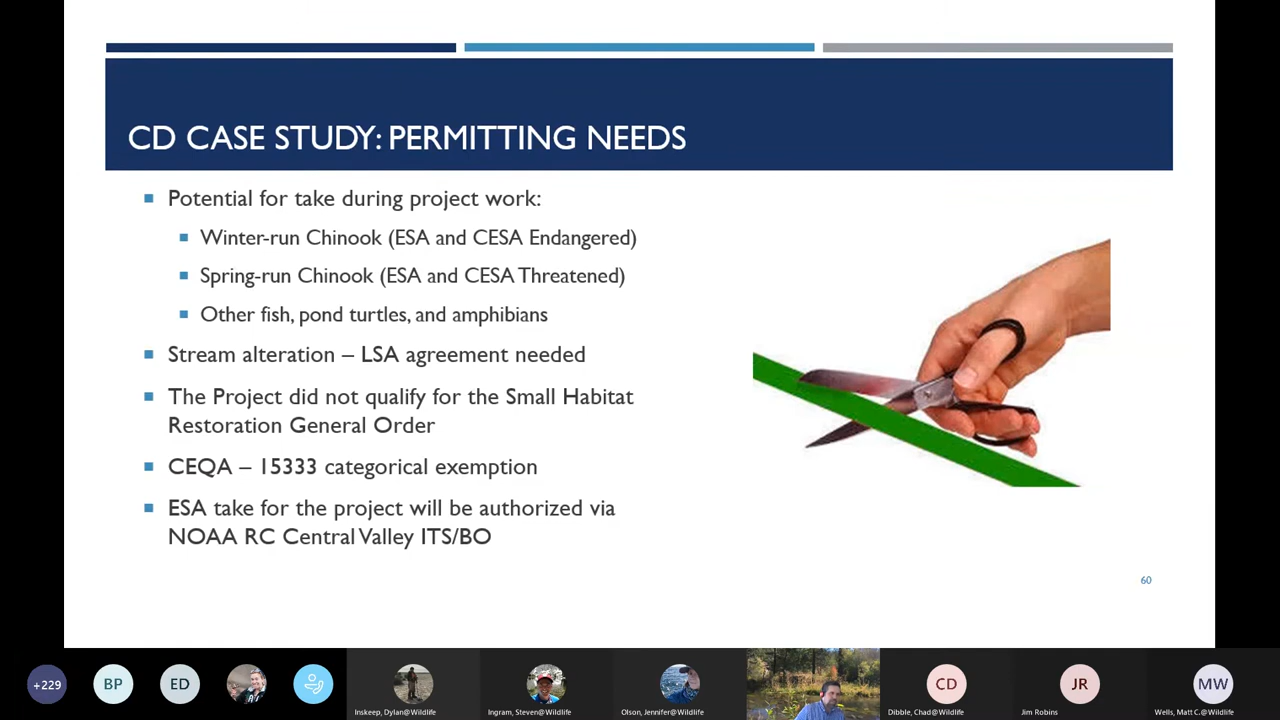 CD CASE STUDY: PERMITTING NEEDS
Potential for take during project work:
Winter-run Chinook (ESA and CESA Endangered)
Spring-run Chinook (ESA and CESA Threatened)
Other fish, pond turtles, and amphibians
Stream alteration – LSA agreement needed
The Project did not qualify for the Small Habitat
Restoration General Order
CEQA – 15333 categorical exemption
ESA take for the project will be authorized via
NOAA RC Central Valley ITS/BO
60
+229
BP
ED
CD
JR
MW
Inskeep, Dylan@Wildlife
Ingram, Steven@Wildlife
Olson, Jennifer@Wildlife
Dibble, Chad@Wildlife
Jim Robins
Wells, Matt C.@Wildlife